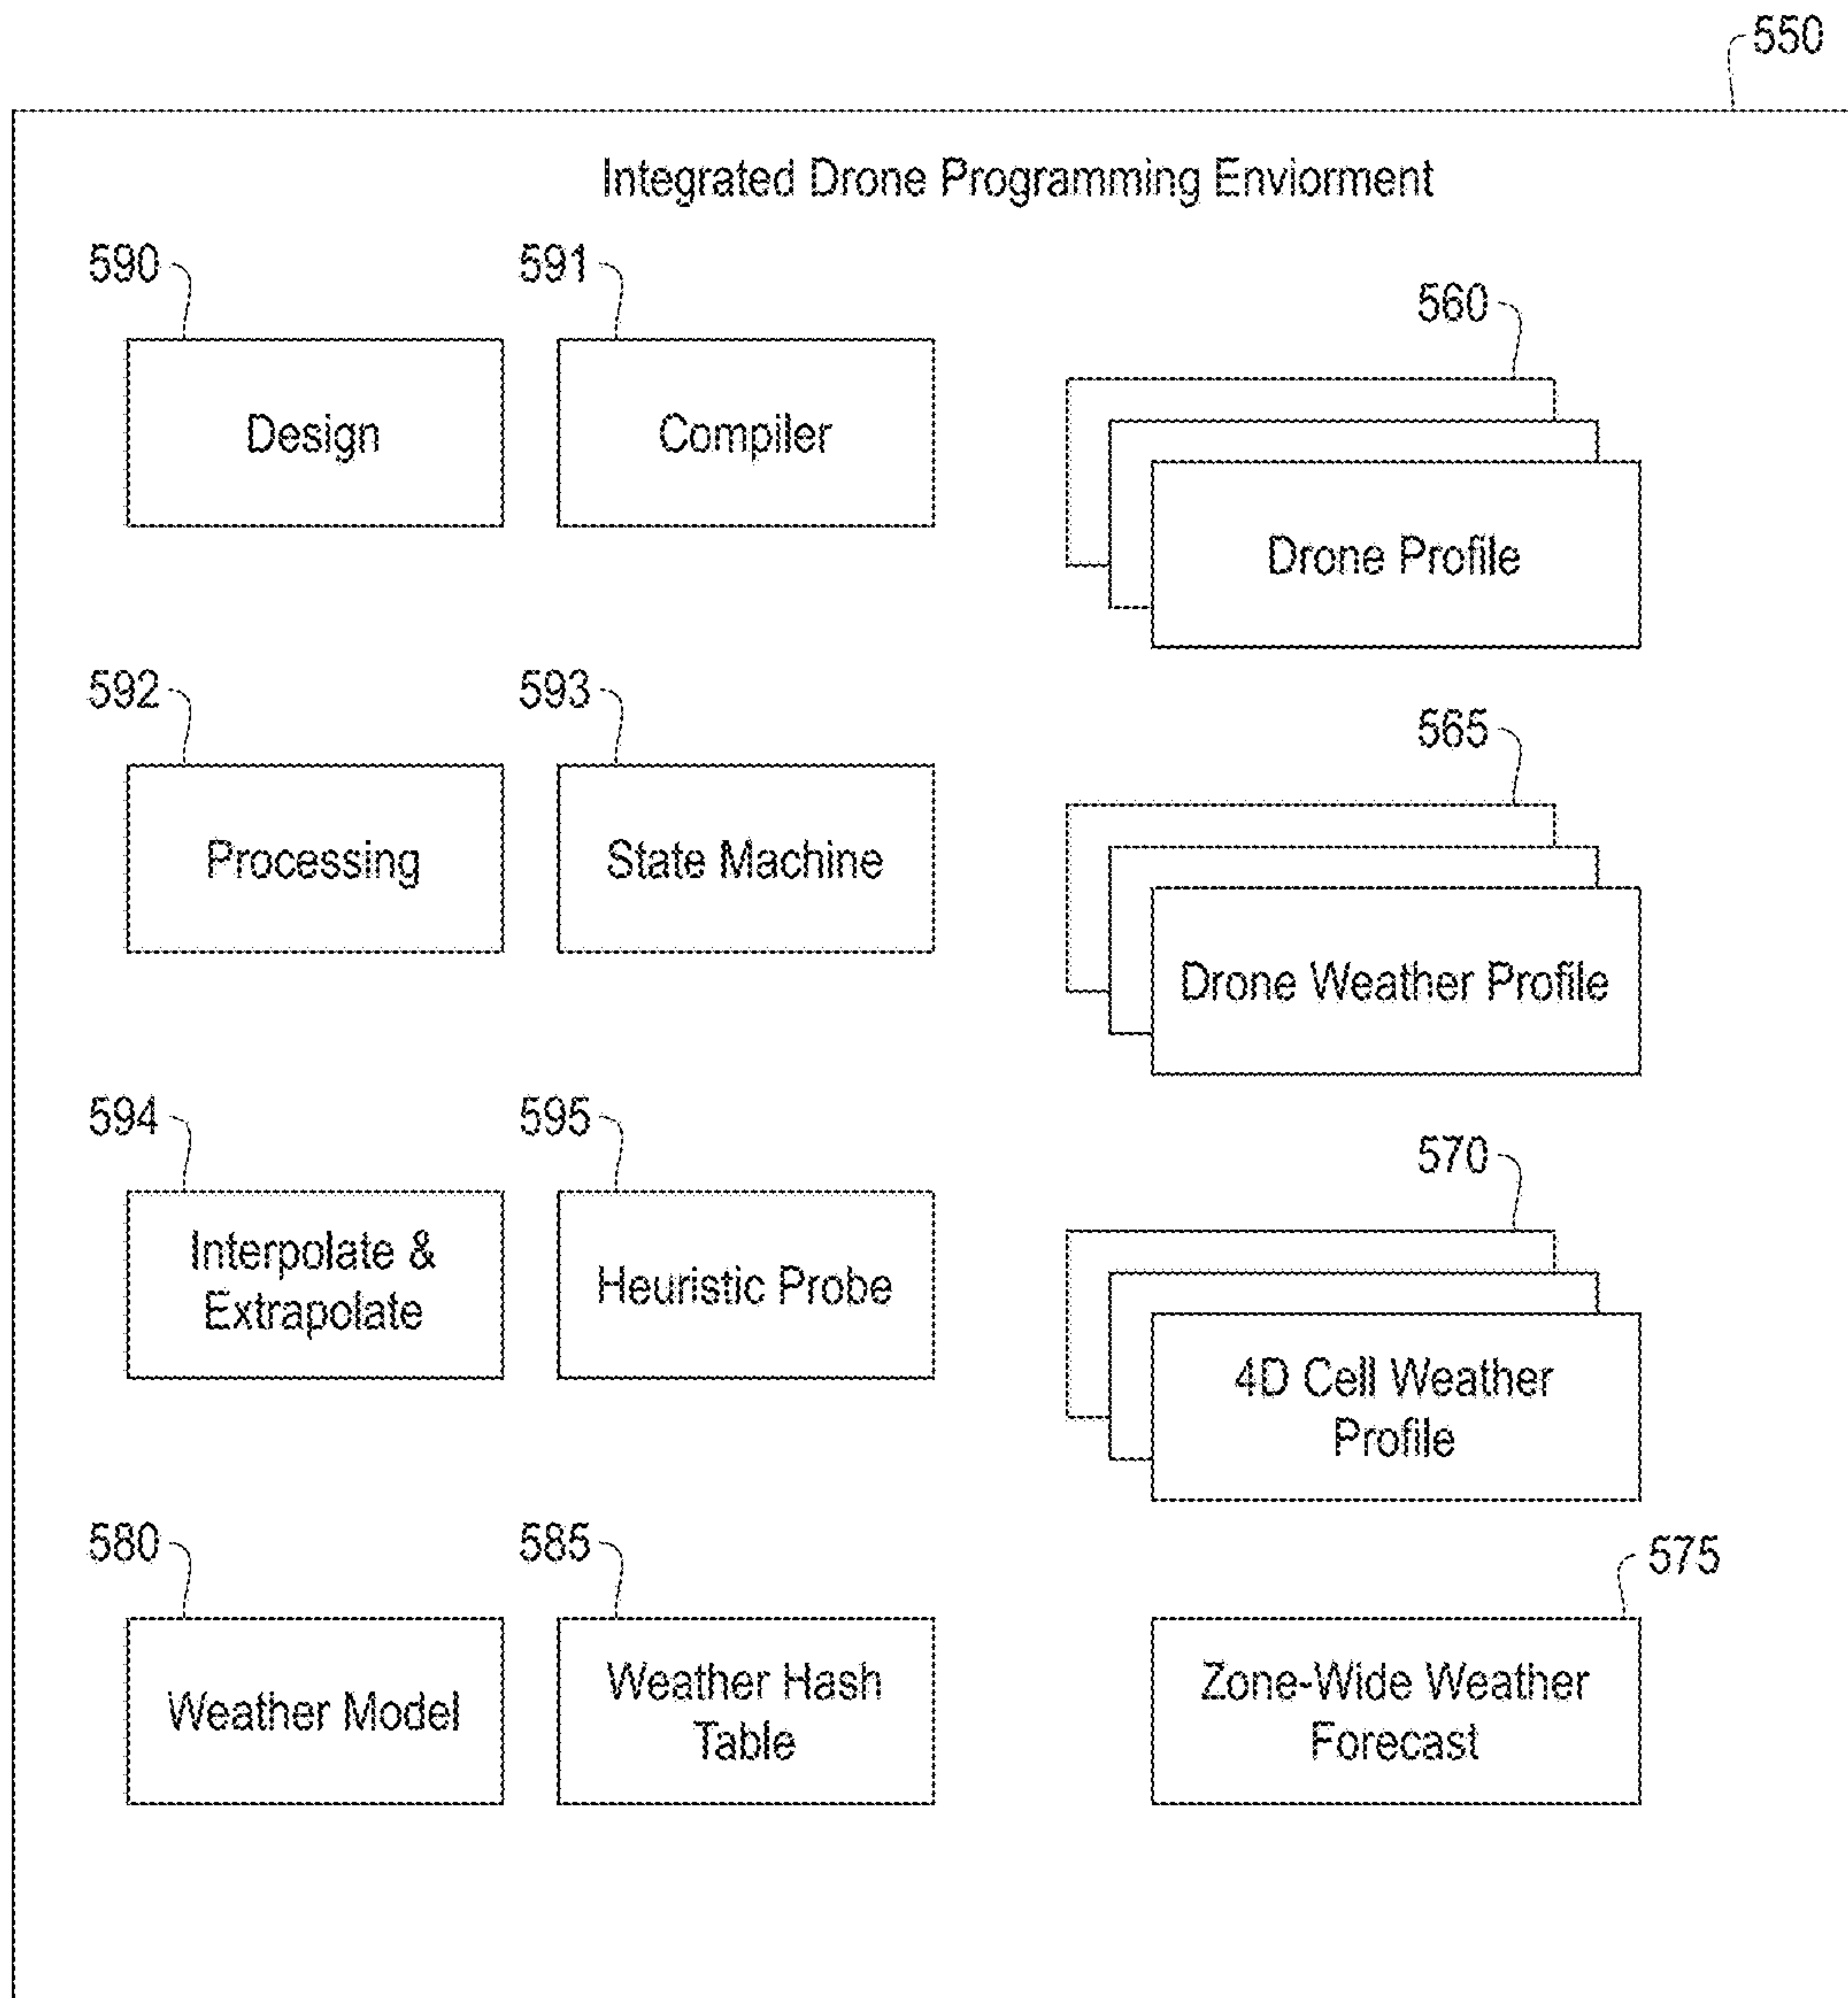 550
Integrated Drone Programming Enviorment
590
591
560
Design
Compiler
Drone Profile
592
593
565
Processing
State Machine
Drone Weather Profile
594
595
570
Interpolate &
Extrapolate
Heuristic Probe
4D Cell Weather
Profile
580
585
575
Weather Model
Weather Hash
Table
Zone-Wide Weather
Forecast